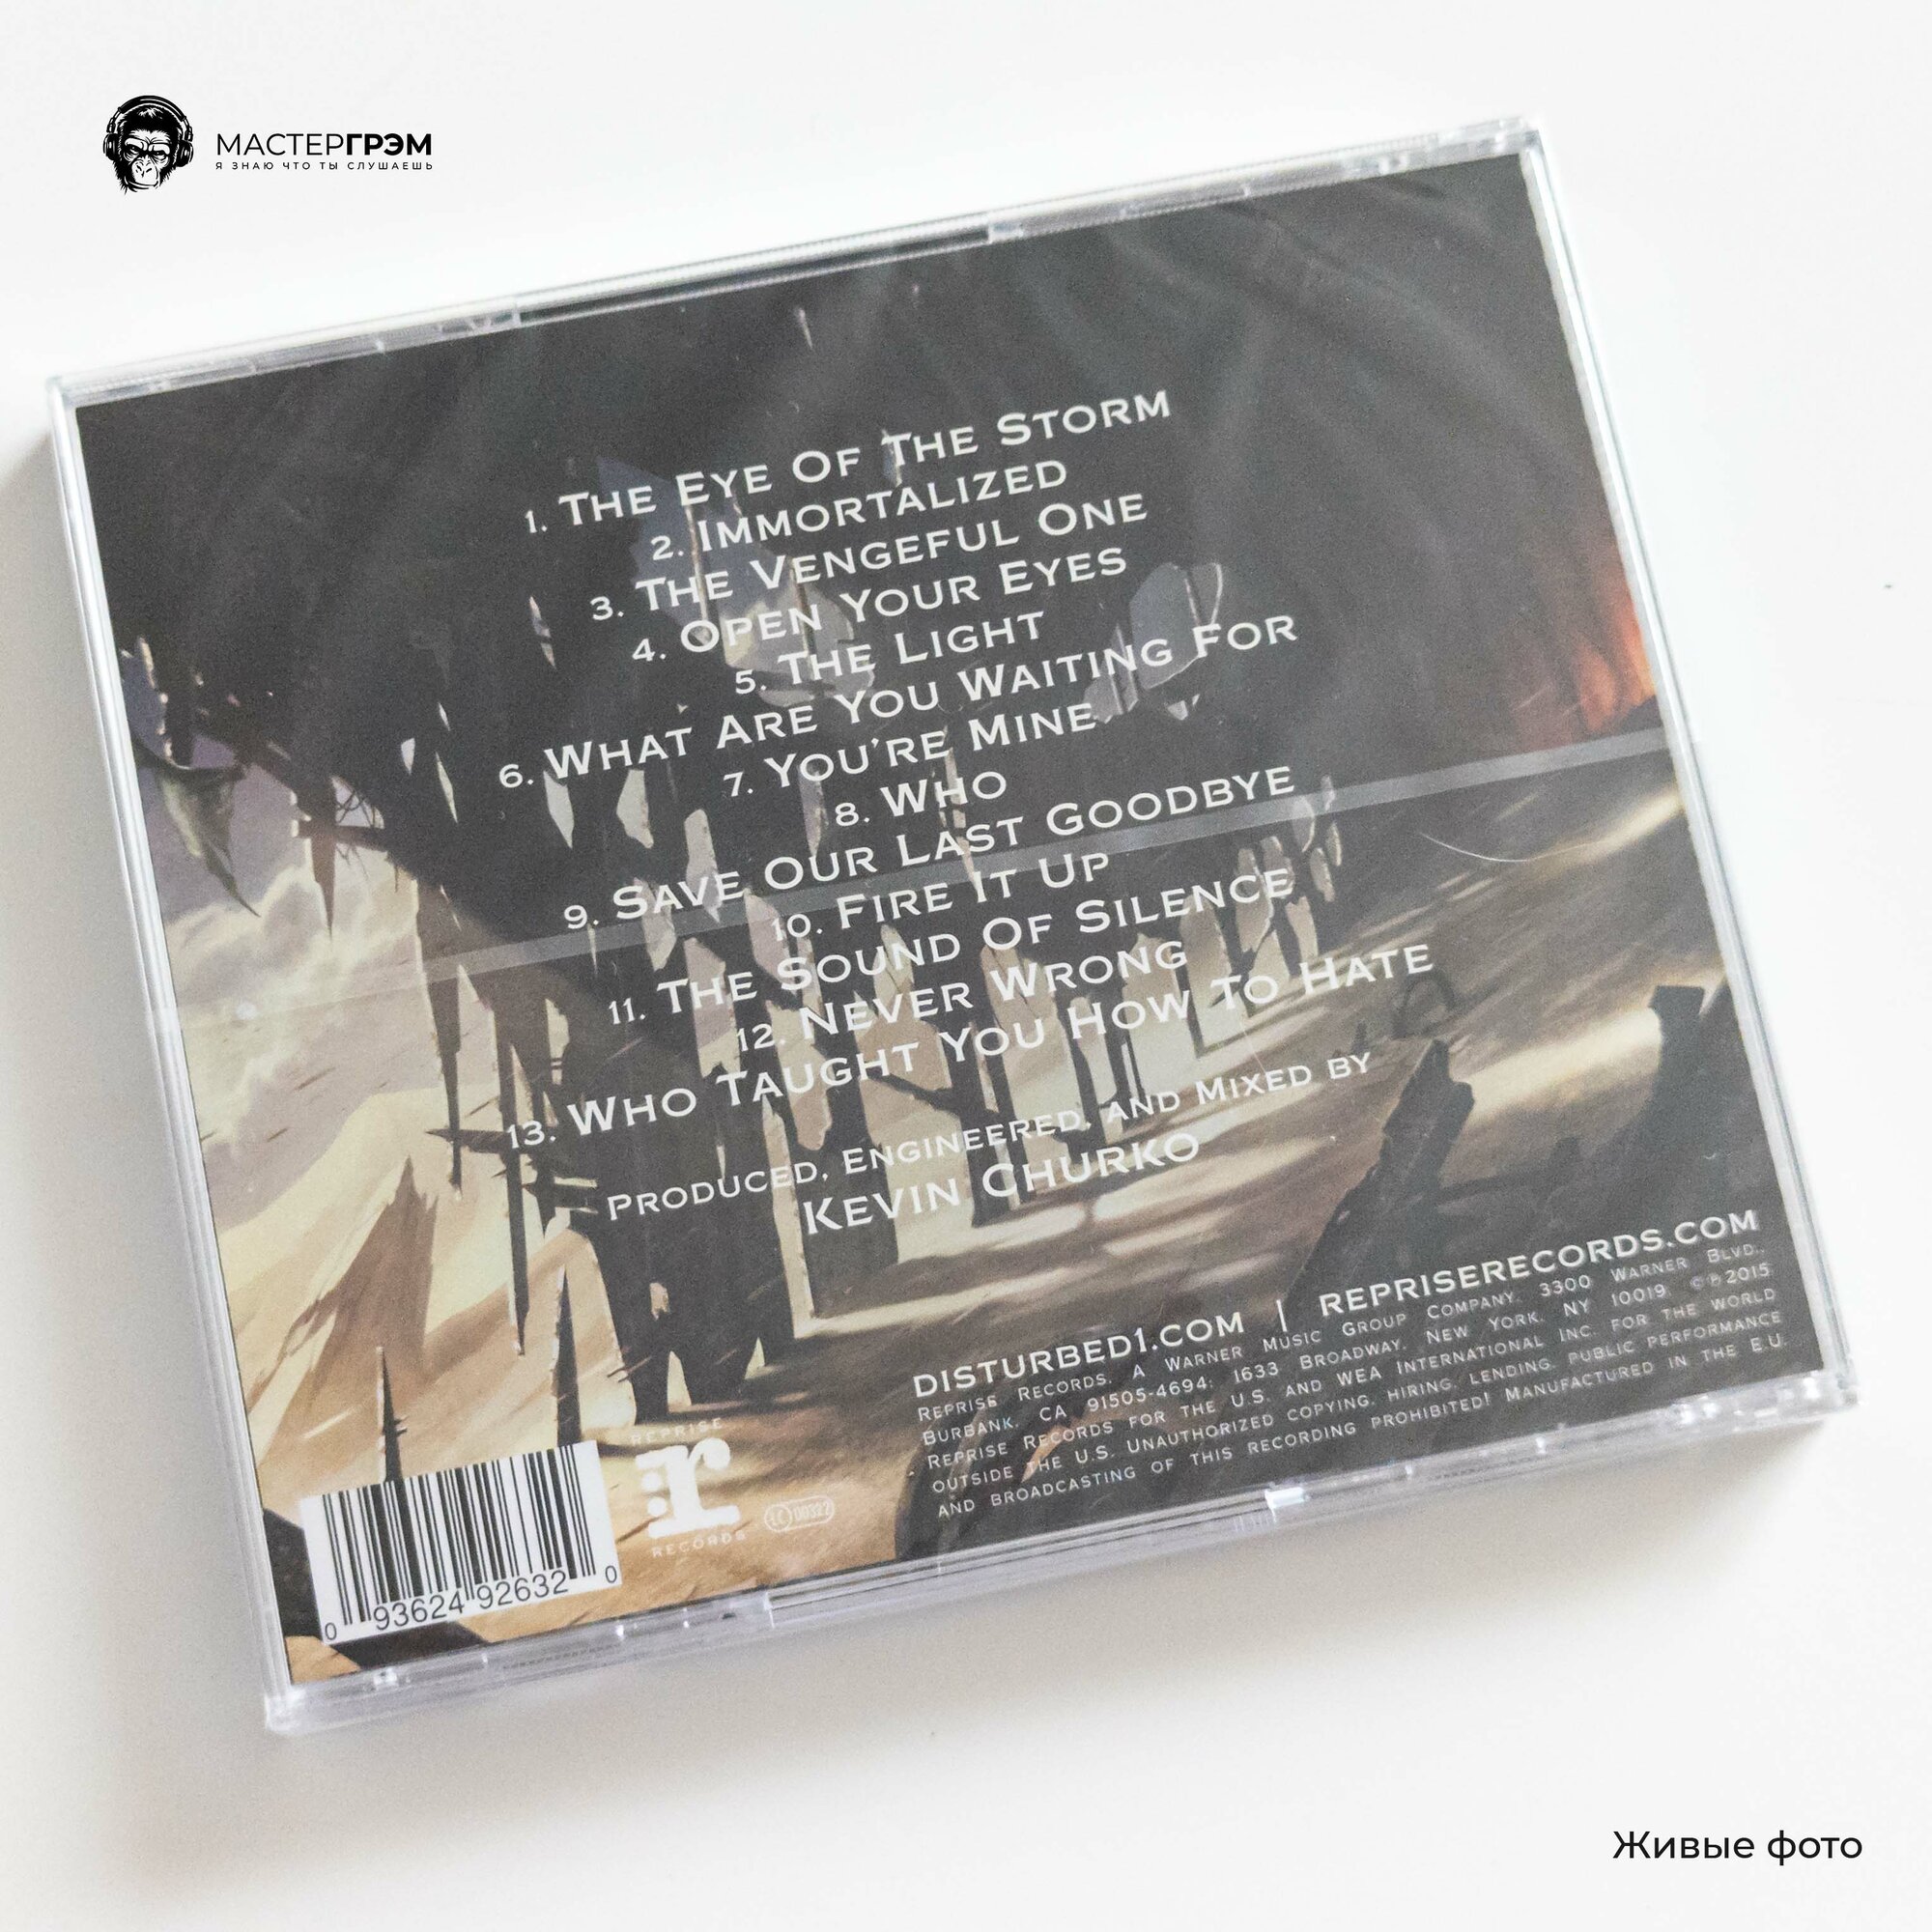 МАСТЕРГРЭМ
Я ЗНАЮ ЧТО ТЫ СЛУШАЕШЬ
1. The Eye Of The Storm
2. Immortalized
3. The Vengeful One
4. Open Your Eyes
5. The Light
6. What Are You Waiting For
7. You're Mine
8. Who
9. Save Our Last Goodbye
10. Fire It Up
11. The Sound Of Silence
12. Never Wrong
13. Who Taught You How To Hate
Produced, Engineered, and Mixed by
Kevin Churko
disturbed1.com | repriserecords.com
Reprise Records, a Warner Music Group Company, 3300 Warner Blvd.,
Burbank, CA 91505-4694; 1633 Broadway, New York, NY 10019. ©℗2015
Reprise Records for the U.S. and WEA International Inc. for the world
outside the U.S. Unauthorized copying, hiring, lending, public performance
and broadcasting of this recording prohibited! Manufactured in the E.U.
REPRISE
r
RECORDS
LC 00322
0 93624 92632 0
Живые фото